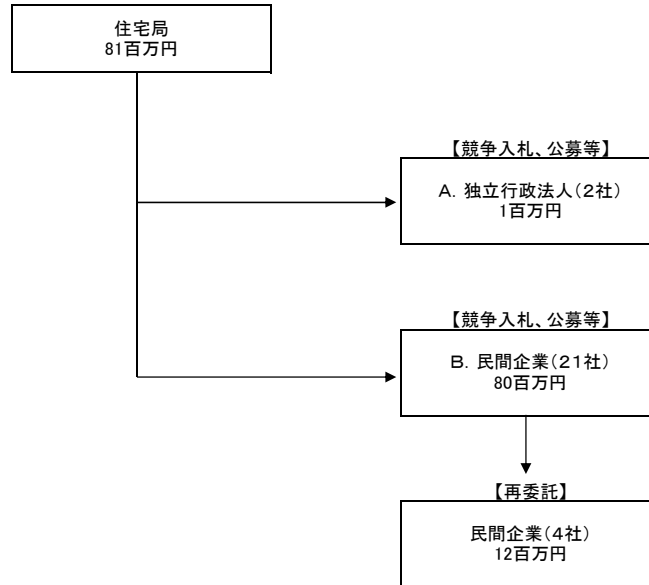 住宅局
81百万円
【競争入札、公募等】
A. 独立行政法人(2社)
1百万円
【競争入札、公募等】
B. 民間企業(21社)
80百万円
【再委託】
民間企業(4社)
12百万円